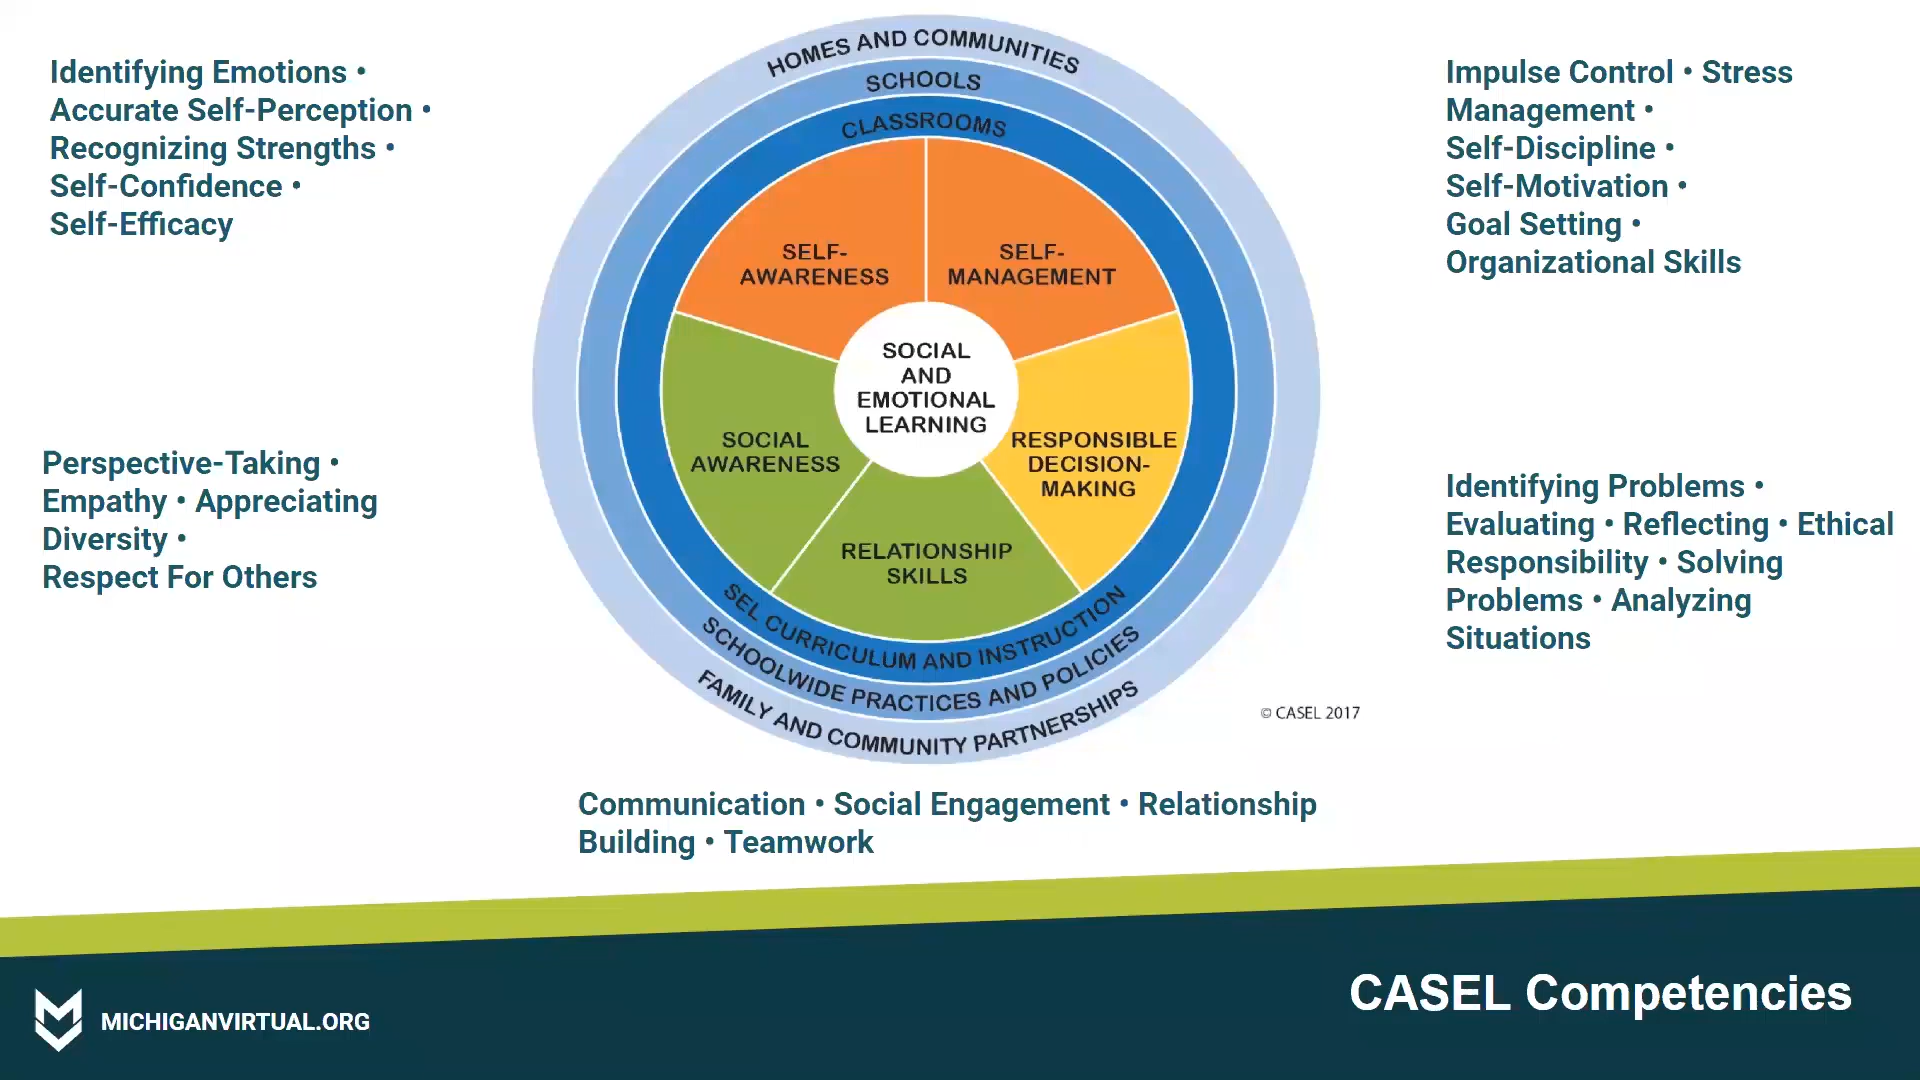 Identifying Emotions •
Accurate Self-Perception •
Recognizing Strengths •
Self-Confidence •
Self-Efficacy
Impulse Control • Stress
Management •
Self-Discipline •
Self-Motivation •
Goal Setting •
Organizational Skills
HOMES AND COMMUNITIES
SCHOOLS
CLASSROOMS
SELF-
AWARENESS
SELF-
MANAGEMENT
SOCIAL
AND
EMOTIONAL
LEARNING
SOCIAL
AWARENESS
RESPONSIBLE
DECISION-
MAKING
RELATIONSHIP
SKILLS
SEL CURRICULUM AND INSTRUCTION
SCHOOLWIDE PRACTICES AND POLICIES
FAMILY AND COMMUNITY PARTNERSHIPS
Perspective-Taking •
Empathy • Appreciating
Diversity •
Respect For Others
Identifying Problems •
Evaluating • Reflecting • Ethical
Responsibility • Solving
Problems • Analyzing
Situations
© CASEL 2017
Communication • Social Engagement • Relationship
Building • Teamwork
CASEL Competencies
MICHIGANVIRTUAL.ORG